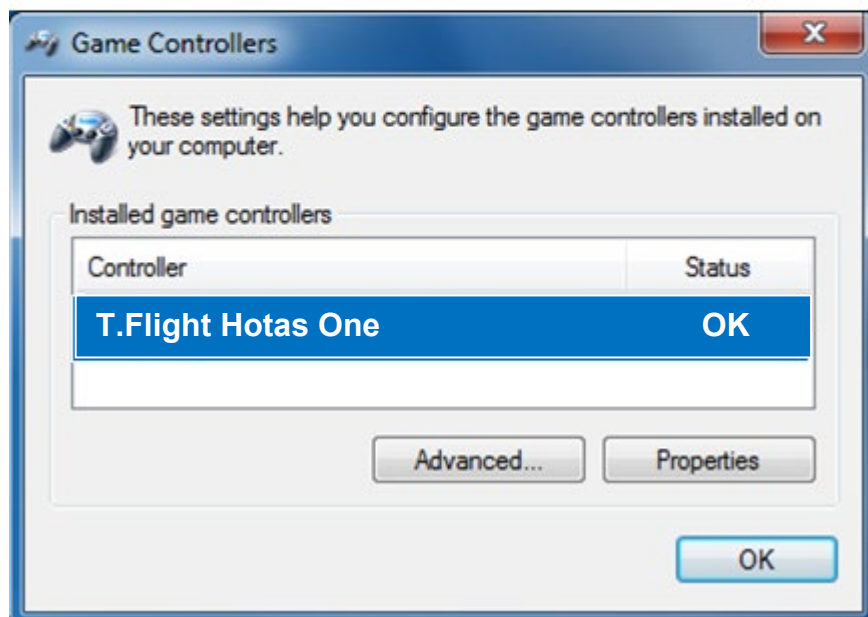 Game Controllers
These settings help you configure the game controllers installed on
your computer.
Installed game controllers
Controller Status
T.Flight Hotas One OK
Advanced... Properties
OK